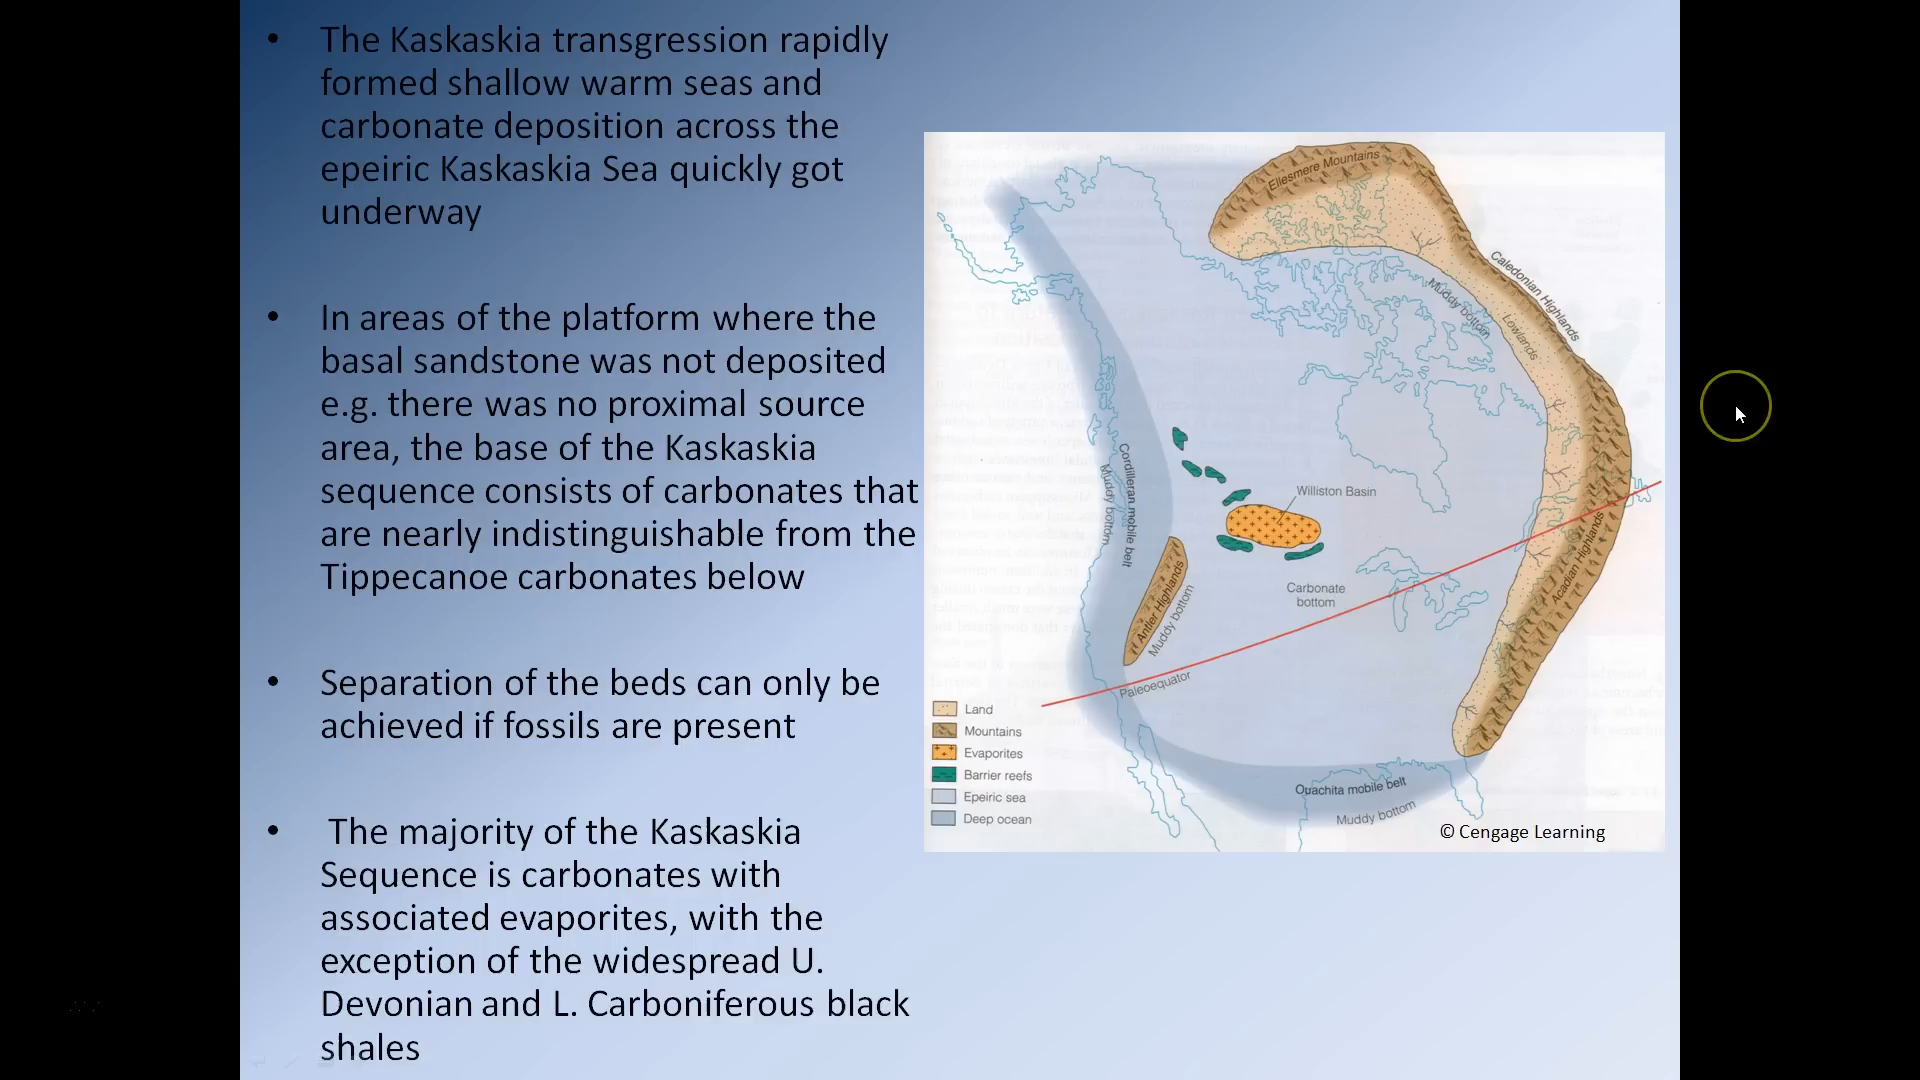 • The Kaskaskia transgression rapidly
formed shallow warm seas and
carbonate deposition across the
epeiric Kaskaskia Sea quickly got
underway
• In areas of the platform where the
basal sandstone was not deposited
e.g. there was no proximal source
area, the base of the Kaskaskia
sequence consists of carbonates that
are nearly indistinguishable from the
Tippecanoe carbonates below
• Separation of the beds can only be
achieved if fossils are present
• The majority of the Kaskaskia
Sequence is carbonates with
associated evaporites, with the
exception of the widespread U.
Devonian and L. Carboniferous black
shales
Ellesmere Mountains
Caledonian Highlands
Muddy bottom
Lowlands
Cordilleran mobile belt
Muddy bottom
Williston Basin
Acadian Highlands
Antler Highlands
Muddy bottom
Carbonate
bottom
Paleoequator
Land
Mountains
Evaporites
Barrier reefs
Epeiric sea
Deep ocean
Ouachita mobile belt
Muddy bottom
© Cengage Learning